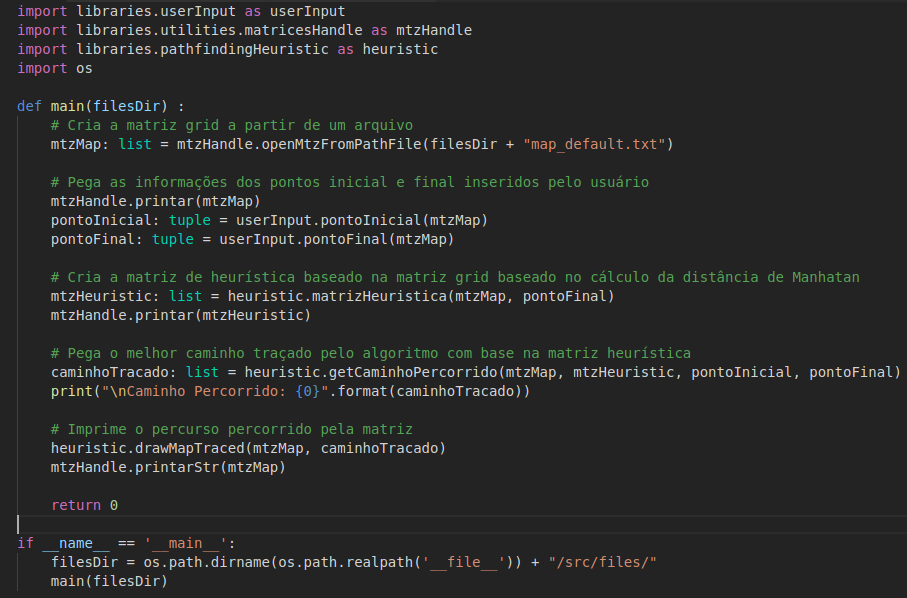 import libraries.userInput as userInput
import libraries.utilities.matricesHandle as mtzHandle
import libraries.pathfindingHeuristic as heuristic
import os

def main(filesDir) :
    # Cria a matriz grid a partir de um arquivo
    mtzMap: list = mtzHandle.openMtzFromPathFile(filesDir + "map_default.txt")

    # Pega as informações dos pontos inicial e final inseridos pelo usuário
    mtzHandle.printar(mtzMap)
    pontoInicial: tuple = userInput.pontoInicial(mtzMap)
    pontoFinal: tuple = userInput.pontoFinal(mtzMap)

    # Cria a matriz de heurística baseado na matriz grid baseado no cálculo da distância de Manhatan
    mtzHeuristic: list = heuristic.matrizHeuristica(mtzMap, pontoFinal)
    mtzHandle.printar(mtzHeuristic)

    # Pega o melhor caminho traçado pelo algoritmo com base na matriz heurística
    caminhoTracado: list = heuristic.getCaminhoPercorrido(mtzMap, mtzHeuristic, pontoInicial, pontoFinal)
    print("\nCaminho Percorrido: {0}".format(caminhoTracado))

    # Imprime o percurso percorrido pela matriz
    heuristic.drawMapTraced(mtzMap, caminhoTracado)
    mtzHandle.printarStr(mtzMap)

    return 0

if __name__ == '__main__':
    filesDir = os.path.dirname(os.path.realpath('__file__')) + "/src/files/"
    main(filesDir)